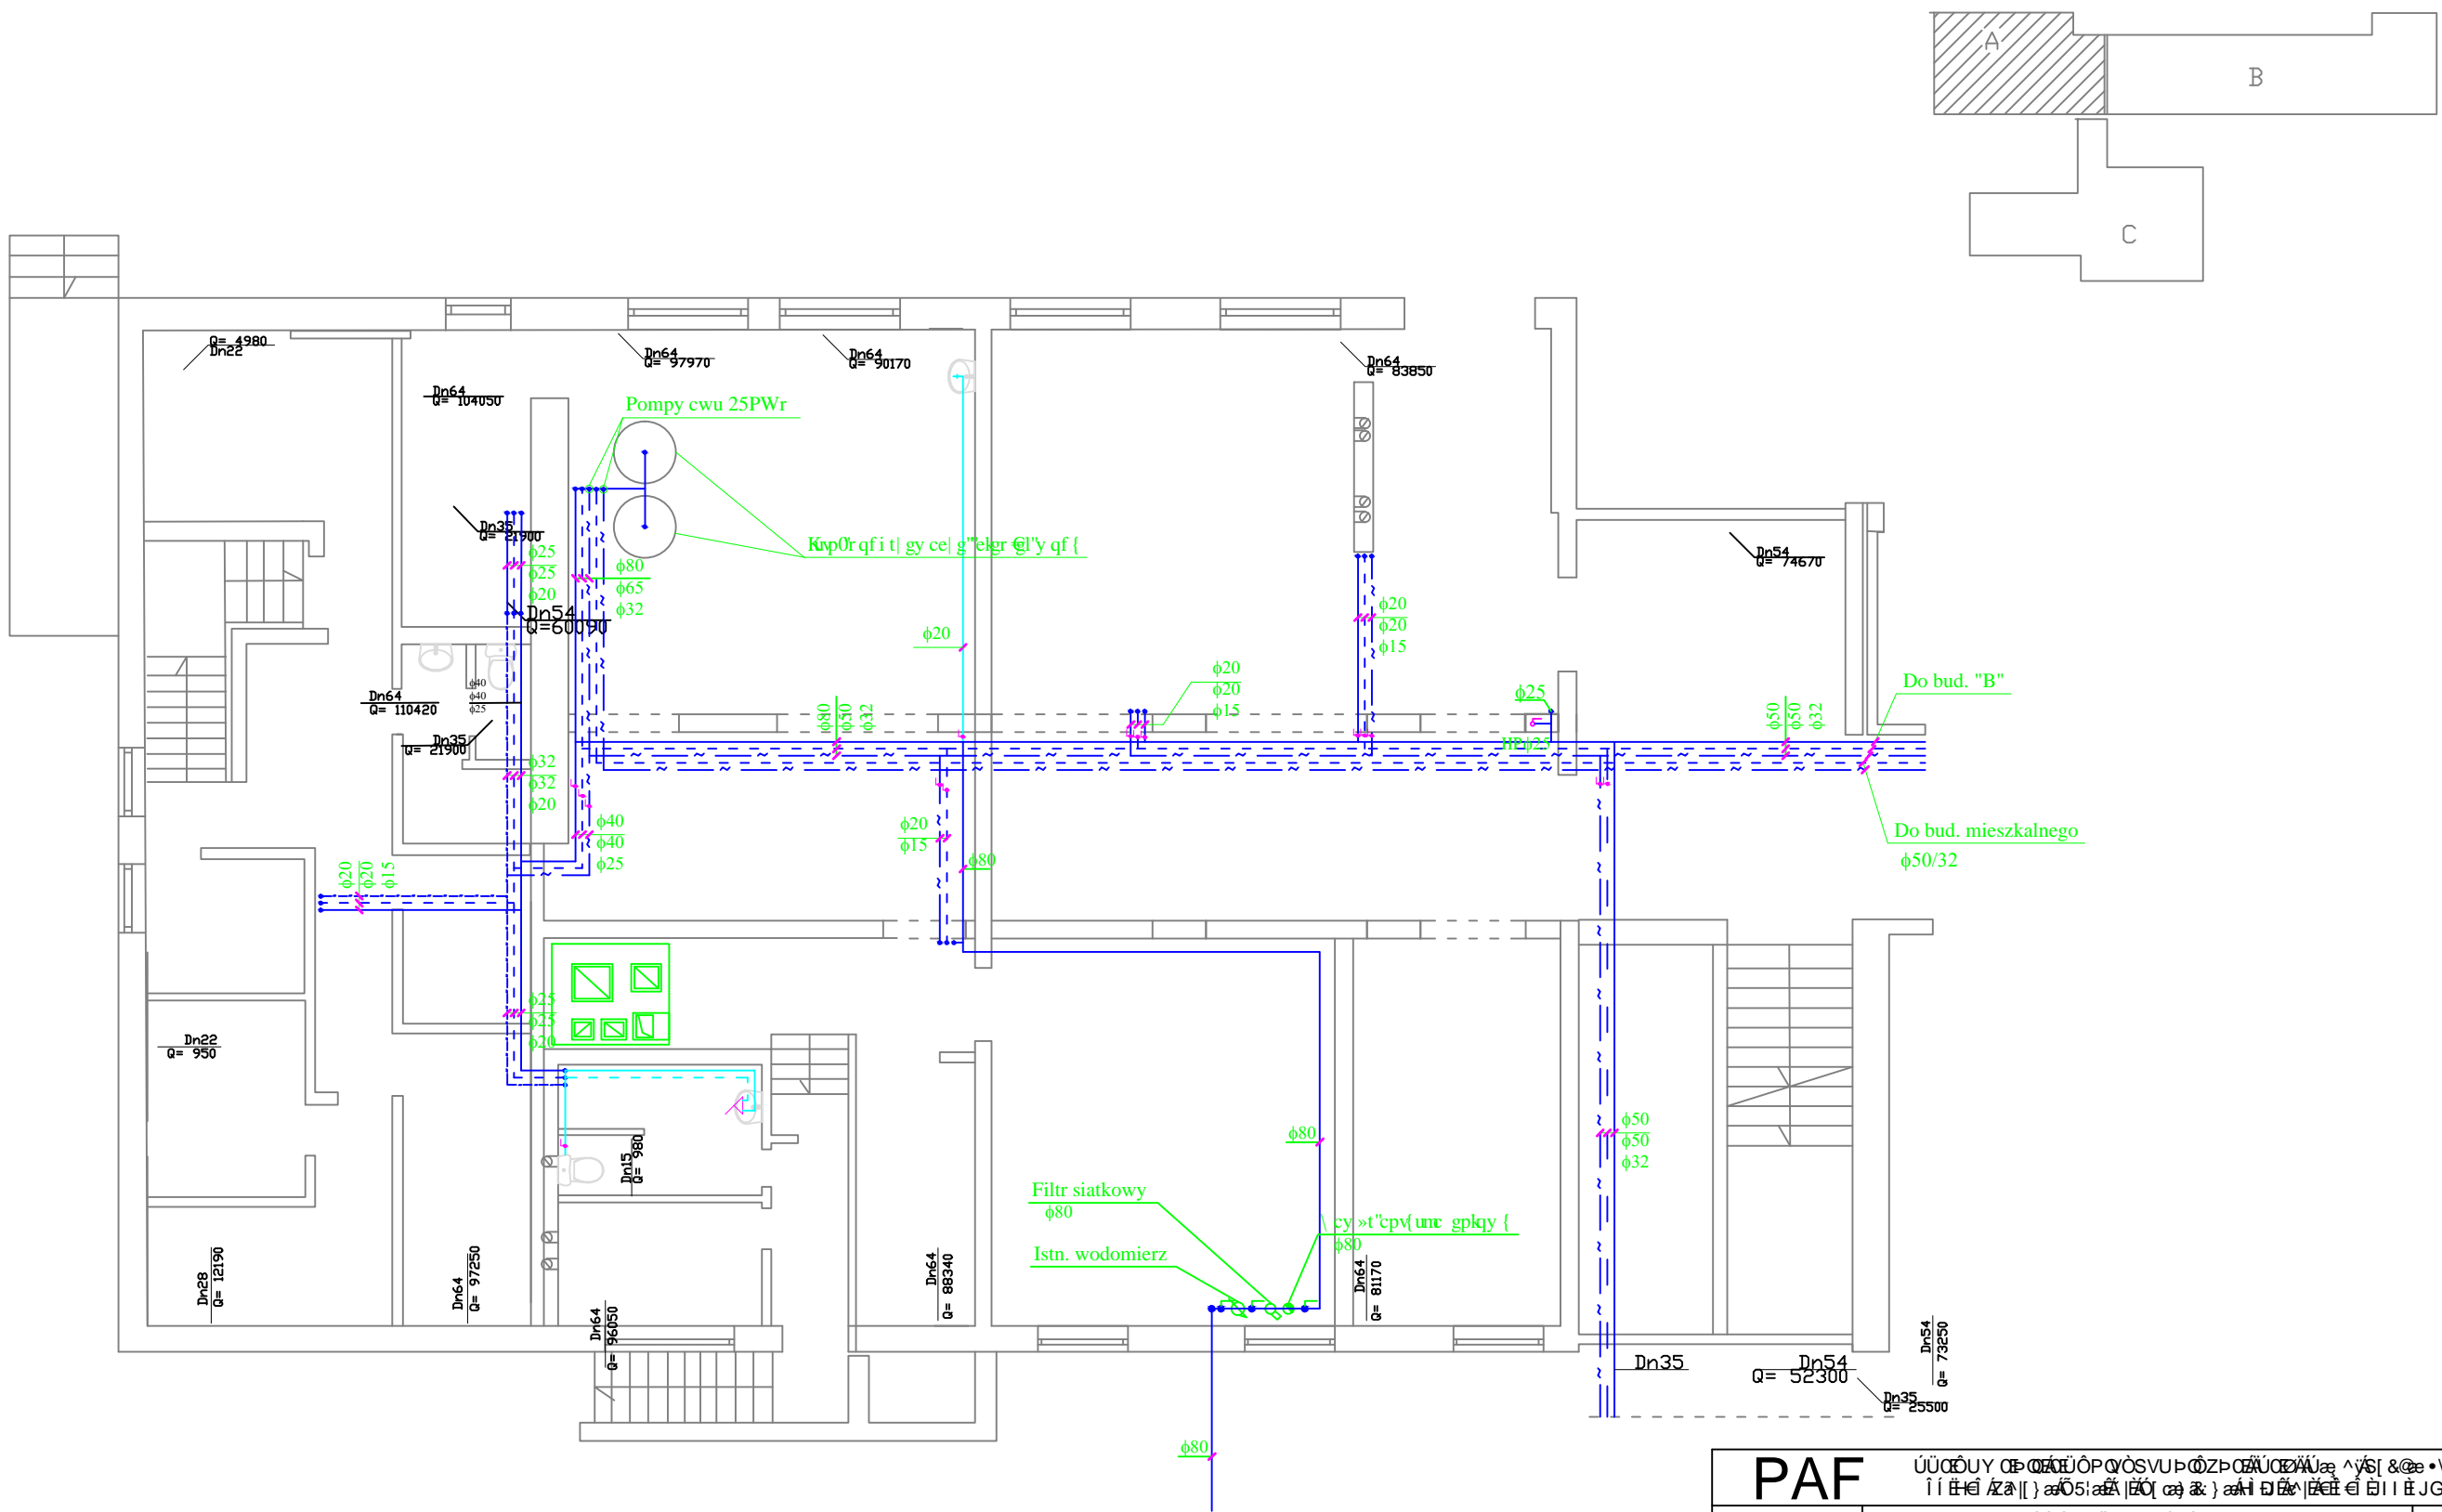 A
B
C
Q= 4980
Dn22
Dn64
Q= 97970
Dn64
Q= 90170
Dn64
Q= 83850
Dn64
Q= 104050
Pompy cwu 25PWr
Dn35
Q= 21900
ϕ25
ϕ25
ϕ20
ϕ80
ϕ65
ϕ32
Dn54
Q= 74670
Dn54
Q=60090
ϕ20
ϕ20
ϕ20
ϕ15
ϕ20
ϕ20
ϕ15
ϕ40
ϕ40
ϕ25
Dn64
Q= 110420
Dn35
Q= 21900
ϕ80
ϕ50
ϕ32
ϕ25
HPϕ25
ϕ50
ϕ50
ϕ32
Do bud. "B"
ϕ32
ϕ32
ϕ20
ϕ40
ϕ40
ϕ25
ϕ20
ϕ15
ϕ80
Do bud. mieszkalnego
ϕ50/32
ϕ20
ϕ20
ϕ15
ϕ25
ϕ25
ϕ20
Dn22
Q= 950
Dn15
Q= 980
ϕ80
ϕ50
ϕ50
ϕ32
Filtr siatkowy
ϕ80
ϕ80
Istn. wodomierz
Dn28
Q= 12190
Dn64
Q= 97250
Dn64
Q= 96050
Dn64
Q= 88340
Dn64
Q= 81170
Dn35
Dn54
Q= 52300
Dn54
Q= 73250
Dn35
Q= 25500
ϕ80
PAF